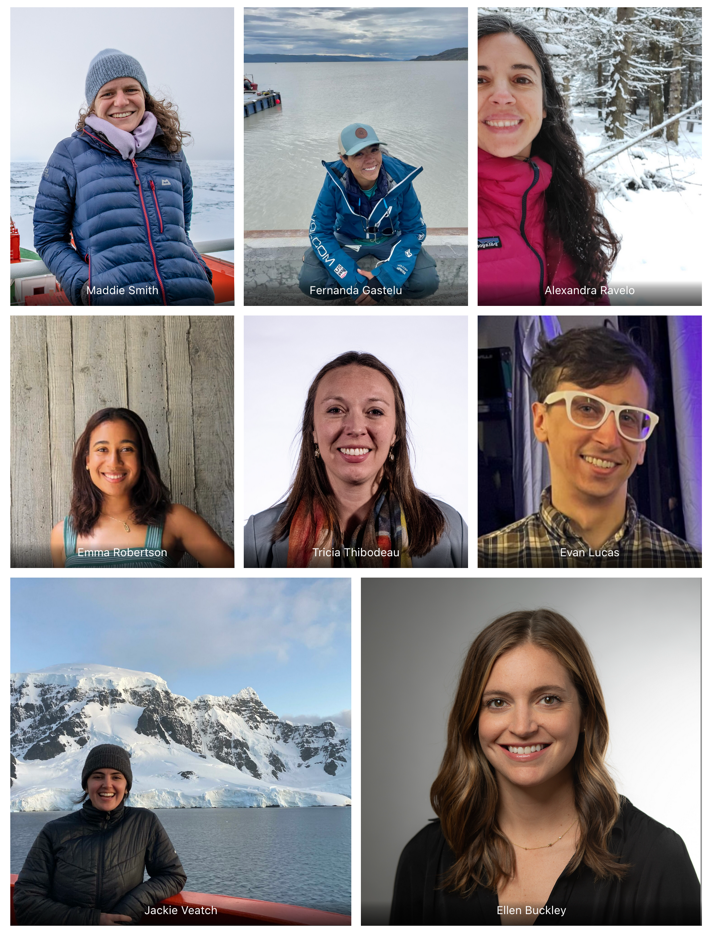 Maddie Smith
Fernanda Gastelu
Alexandra Ravelo
Emma Robertson
Tricia Thibodeau
Evan Lucas
Jackie Veatch
Ellen Buckley